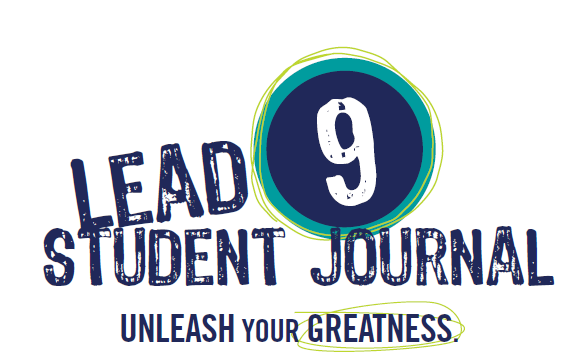 LEAD 9
STUDENT JOURNAL
UNLEASH YOUR GREATNESS.